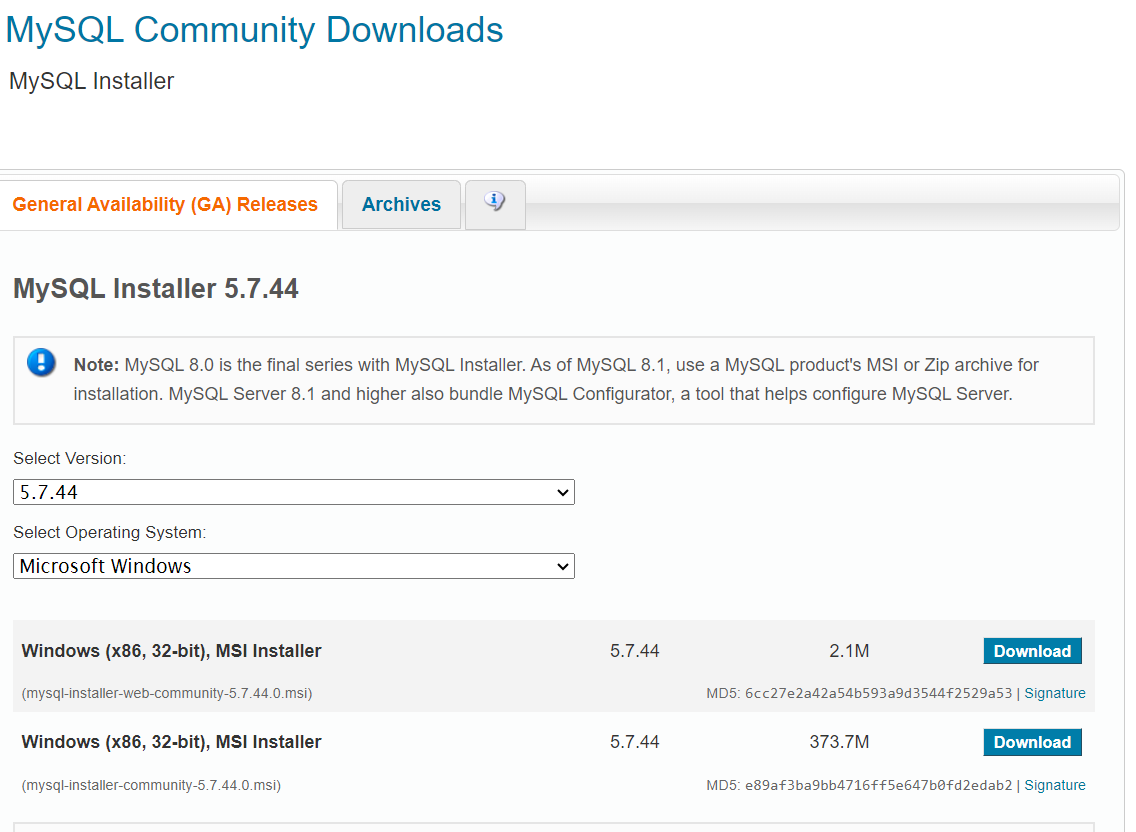 MySQL Community Downloads
MySQL Installer
General Availability (GA) Releases
Archives
i
MySQL Installer 5.7.44
Note: MySQL 8.0 is the final series with MySQL Installer. As of MySQL 8.1, use a MySQL product's MSI or Zip archive for
installation. MySQL Server 8.1 and higher also bundle MySQL Configurator, a tool that helps configure MySQL Server.
Select Version:
5.7.44
Select Operating System:
Microsoft Windows
Windows (x86, 32-bit), MSI Installer 5.7.44 2.1M Download
(mysql-installer-web-community-5.7.44.0.msi) MD5: 6cc27e2a42a54b593a9d3544f2529a53 | Signature
Windows (x86, 32-bit), MSI Installer 5.7.44 373.7M Download
(mysql-installer-community-5.7.44.0.msi) MD5: e89af3ba9bb4716ff5e647b0fd2edab2 | Signature